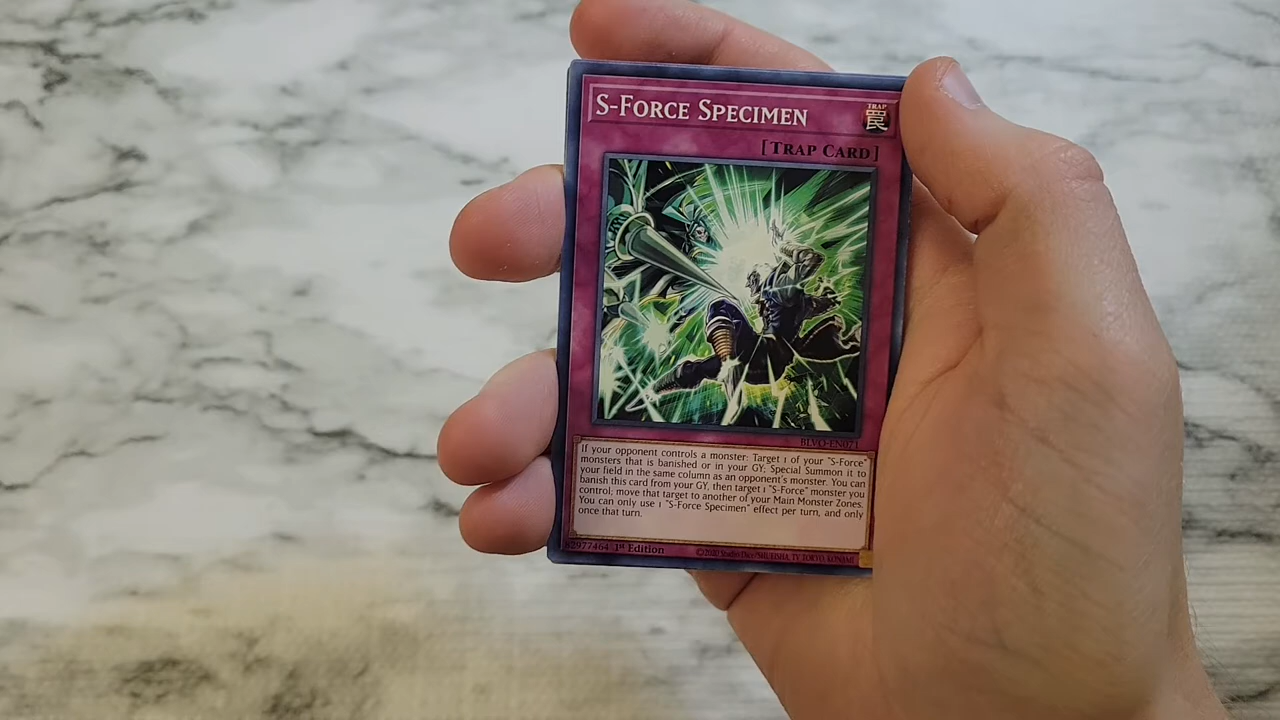 S-Force Specimen
TRAP
罠
[Trap Card]
BLVO-EN071
If your opponent controls a monster: Target 1 of your "S-Force"
monsters that is banished or in your GY; Special Summon it to
your field in the same column as an opponent's monster. You can
banish this card from your GY, then target 1 "S-Force" monster you
control; move that target to another of your Main Monster Zones.
You can only use 1 "S-Force Specimen" effect per turn, and only
once that turn.
82977464 1st Edition
©2020 Studio Dice/SHUEISHA, TV TOKYO, KONAMI